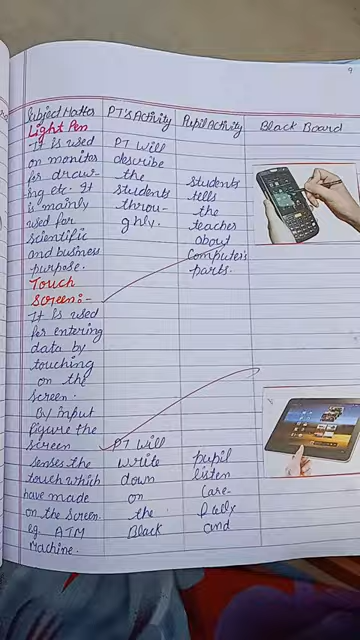 9
Subject Matter PT's Activity Pupil Activity Black Board
Light Pen
It is used
on monitor
for draw-
ing etc. It
is mainly
used for
scientific
and business
purpose.
Touch
Screen:-
It is used
for entering
data by
touching
on the
screen.
By input
figure the
screen
senses the
touch which
have made
on the screen.
eg. ATM
Machine.
PT will
describe
the
students
throu-
ghly.
PT will
write
down
on
the
Black
students
tells
the
teacher
about
Computer's
parts.
pupil
listen
care-
fully
and